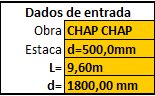 Dados de entrada
Obra CHAP CHAP
Estaca d=500,0mm
L= 9,60m
d= 1800,00 mm